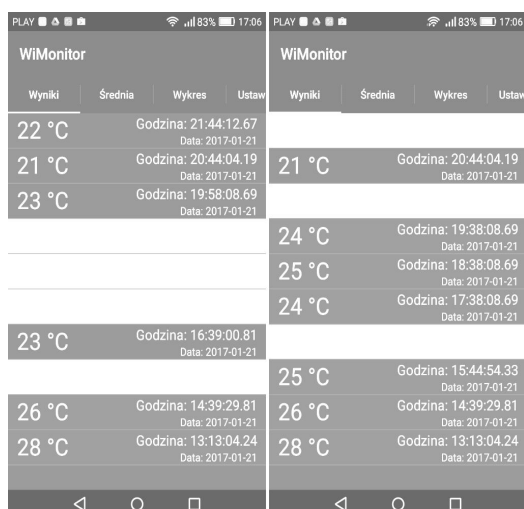 PLAY 83% 17:06
WiMonitor
Wyniki Średnia Wykres Ustaw
22 °C Godzina: 21:44:12.67
Data: 2017-01-21
21 °C Godzina: 20:44:04.19
Data: 2017-01-21
23 °C Godzina: 19:58:08.69
Data: 2017-01-21
23 °C Godzina: 16:39:00.81
Data: 2017-01-21
26 °C Godzina: 14:39:29.81
Data: 2017-01-21
28 °C Godzina: 13:13:04.24
Data: 2017-01-21
PLAY 83% 17:06
WiMonitor
Wyniki Średnia Wykres Ustaw
21 °C Godzina: 20:44:04.19
Data: 2017-01-21
24 °C Godzina: 19:38:08.69
Data: 2017-01-21
25 °C Godzina: 18:38:08.69
Data: 2017-01-21
24 °C Godzina: 17:38:08.69
Data: 2017-01-21
25 °C Godzina: 15:44:54.33
Data: 2017-01-21
26 °C Godzina: 14:39:29.81
Data: 2017-01-21
28 °C Godzina: 13:13:04.24
Data: 2017-01-21